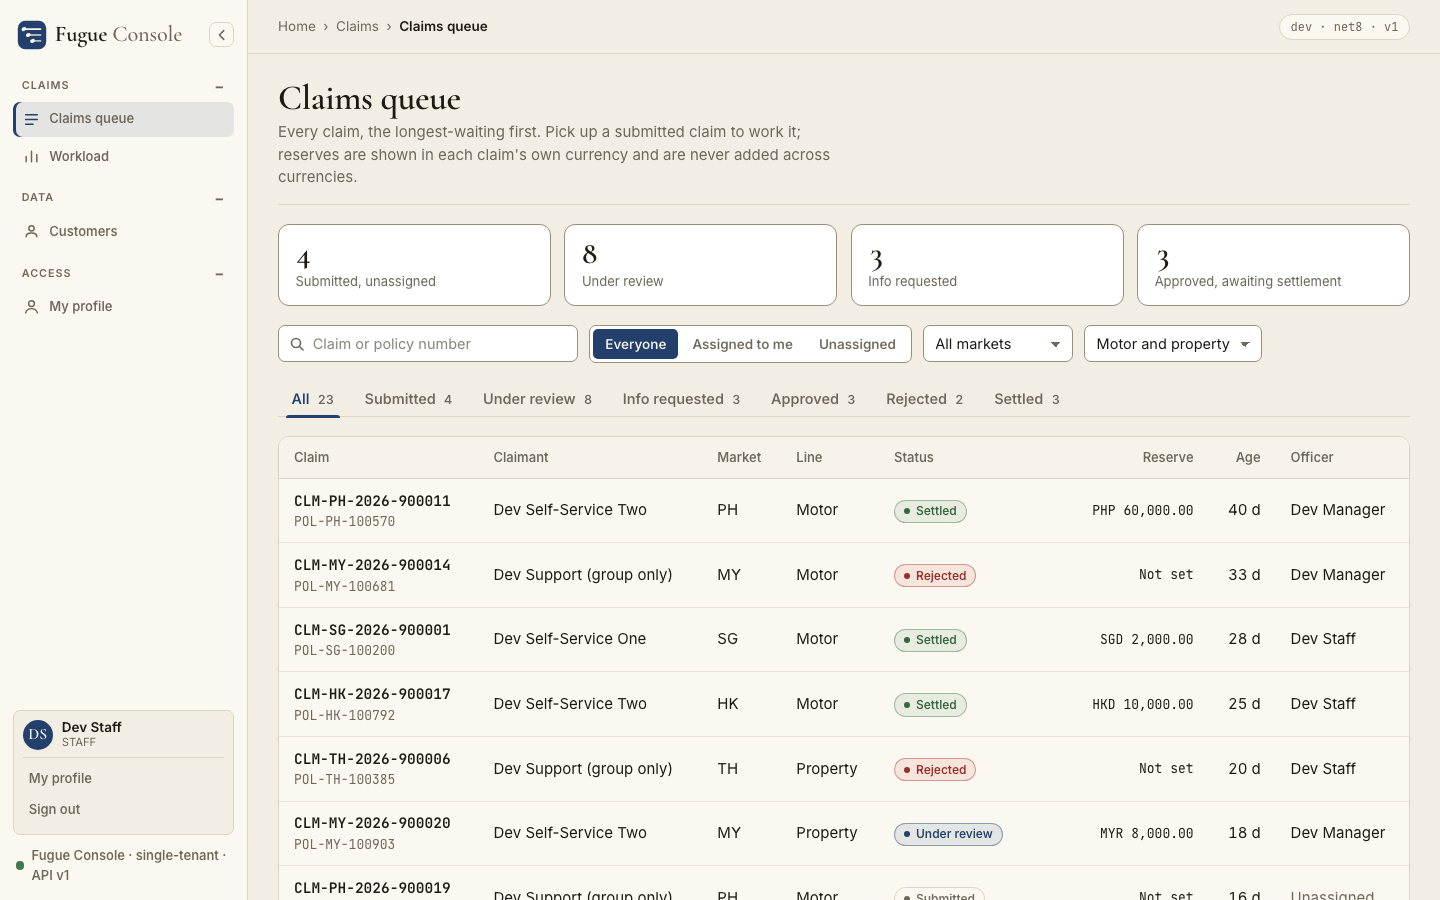 Fugue Console
Home › Claims › Claims queue
dev · net8 · v1
CLAIMS
Claims queue
Workload
DATA
Customers
ACCESS
My profile
DS
Dev Staff
STAFF
My profile
Sign out
Fugue Console · single-tenant ·
API v1
Claims queue
Every claim, the longest-waiting first. Pick up a submitted claim to work it;
reserves are shown in each claim's own currency and are never added across
currencies.
4
Submitted, unassigned
8
Under review
3
Info requested
3
Approved, awaiting settlement
Claim or policy number
Everyone Assigned to me Unassigned
All markets
Motor and property
All 23 Submitted 4 Under review 8 Info requested 3 Approved 3 Rejected 2 Settled 3
Claim Claimant Market Line Status Reserve Age Officer
CLM-PH-2026-900011 Dev Self-Service Two PH Motor Settled PHP 60,000.00 40 d Dev Manager
POL-PH-100570
CLM-MY-2026-900014 Dev Support (group only) MY Motor Rejected Not set 33 d Dev Manager
POL-MY-100681
CLM-SG-2026-900001 Dev Self-Service One SG Motor Settled SGD 2,000.00 28 d Dev Staff
POL-SG-100200
CLM-HK-2026-900017 Dev Self-Service Two HK Motor Settled HKD 10,000.00 25 d Dev Staff
POL-HK-100792
CLM-TH-2026-900006 Dev Support (group only) TH Property Rejected Not set 20 d Dev Staff
POL-TH-100385
CLM-MY-2026-900020 Dev Self-Service Two MY Property Under review MYR 8,000.00 18 d Dev Manager
POL-MY-100903
CLM-PH-2026-900019 Dev Support (group only) PH Motor Submitted Not set 16 d Unassigned